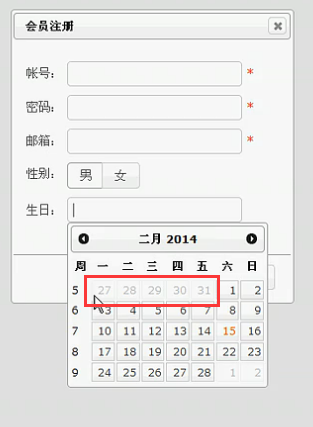 会员注册
帐号: *
密码: *
邮箱: *
性别: 男 女
生日:
二月 2014
周 一 二 三 四 五 六 日
5 27 28 29 30 31 1 2
6 3 4 5 6 7 8 9
7 10 11 12 13 14 15 16
8 17 18 19 20 21 22 23
9 24 25 26 27 28 1 2